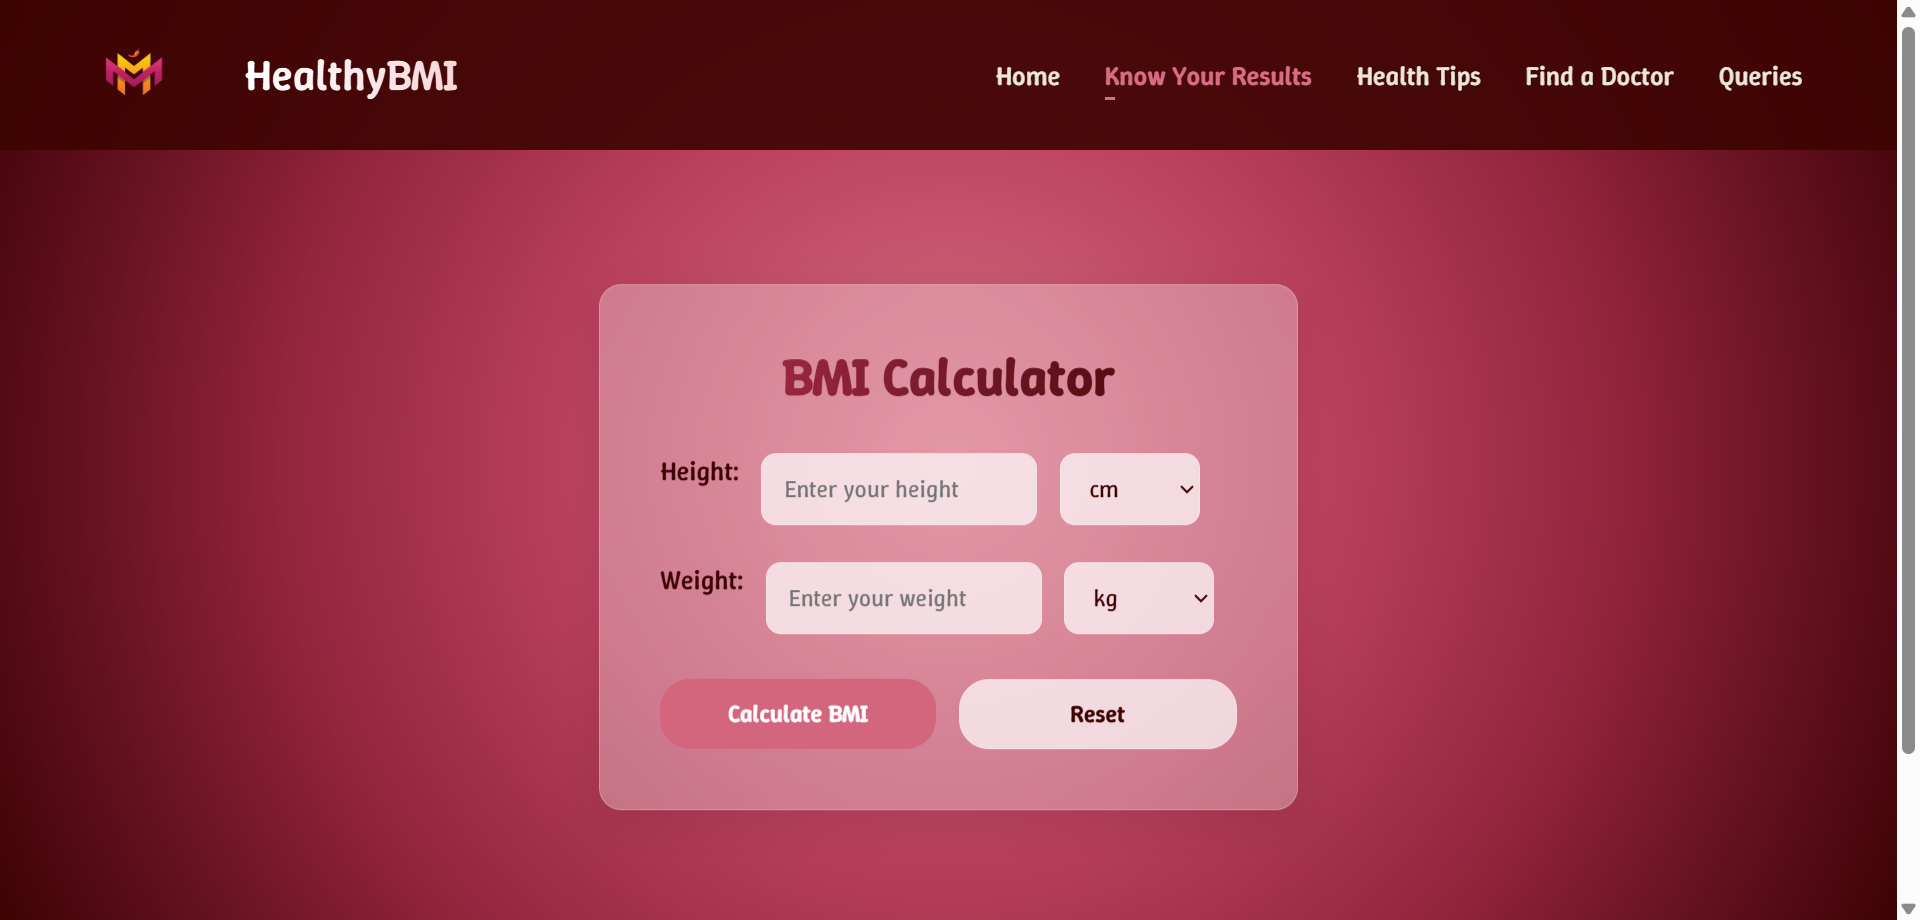 HealthyBMI
Home Know Your Results Health Tips Find a Doctor Queries
BMI Calculator
Height: Enter your height cm
Weight: Enter your weight kg
Calculate BMI Reset